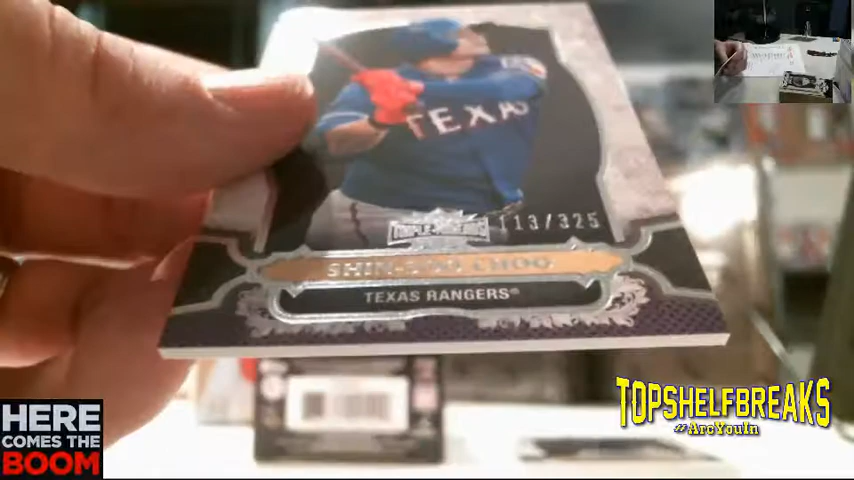 TEXAS
113/325
SHIN-SOO CHOO
TEXAS RANGERS®
HERE
COMES THE
BOOM
TOPSHELFBREAKS
#AreYouIn